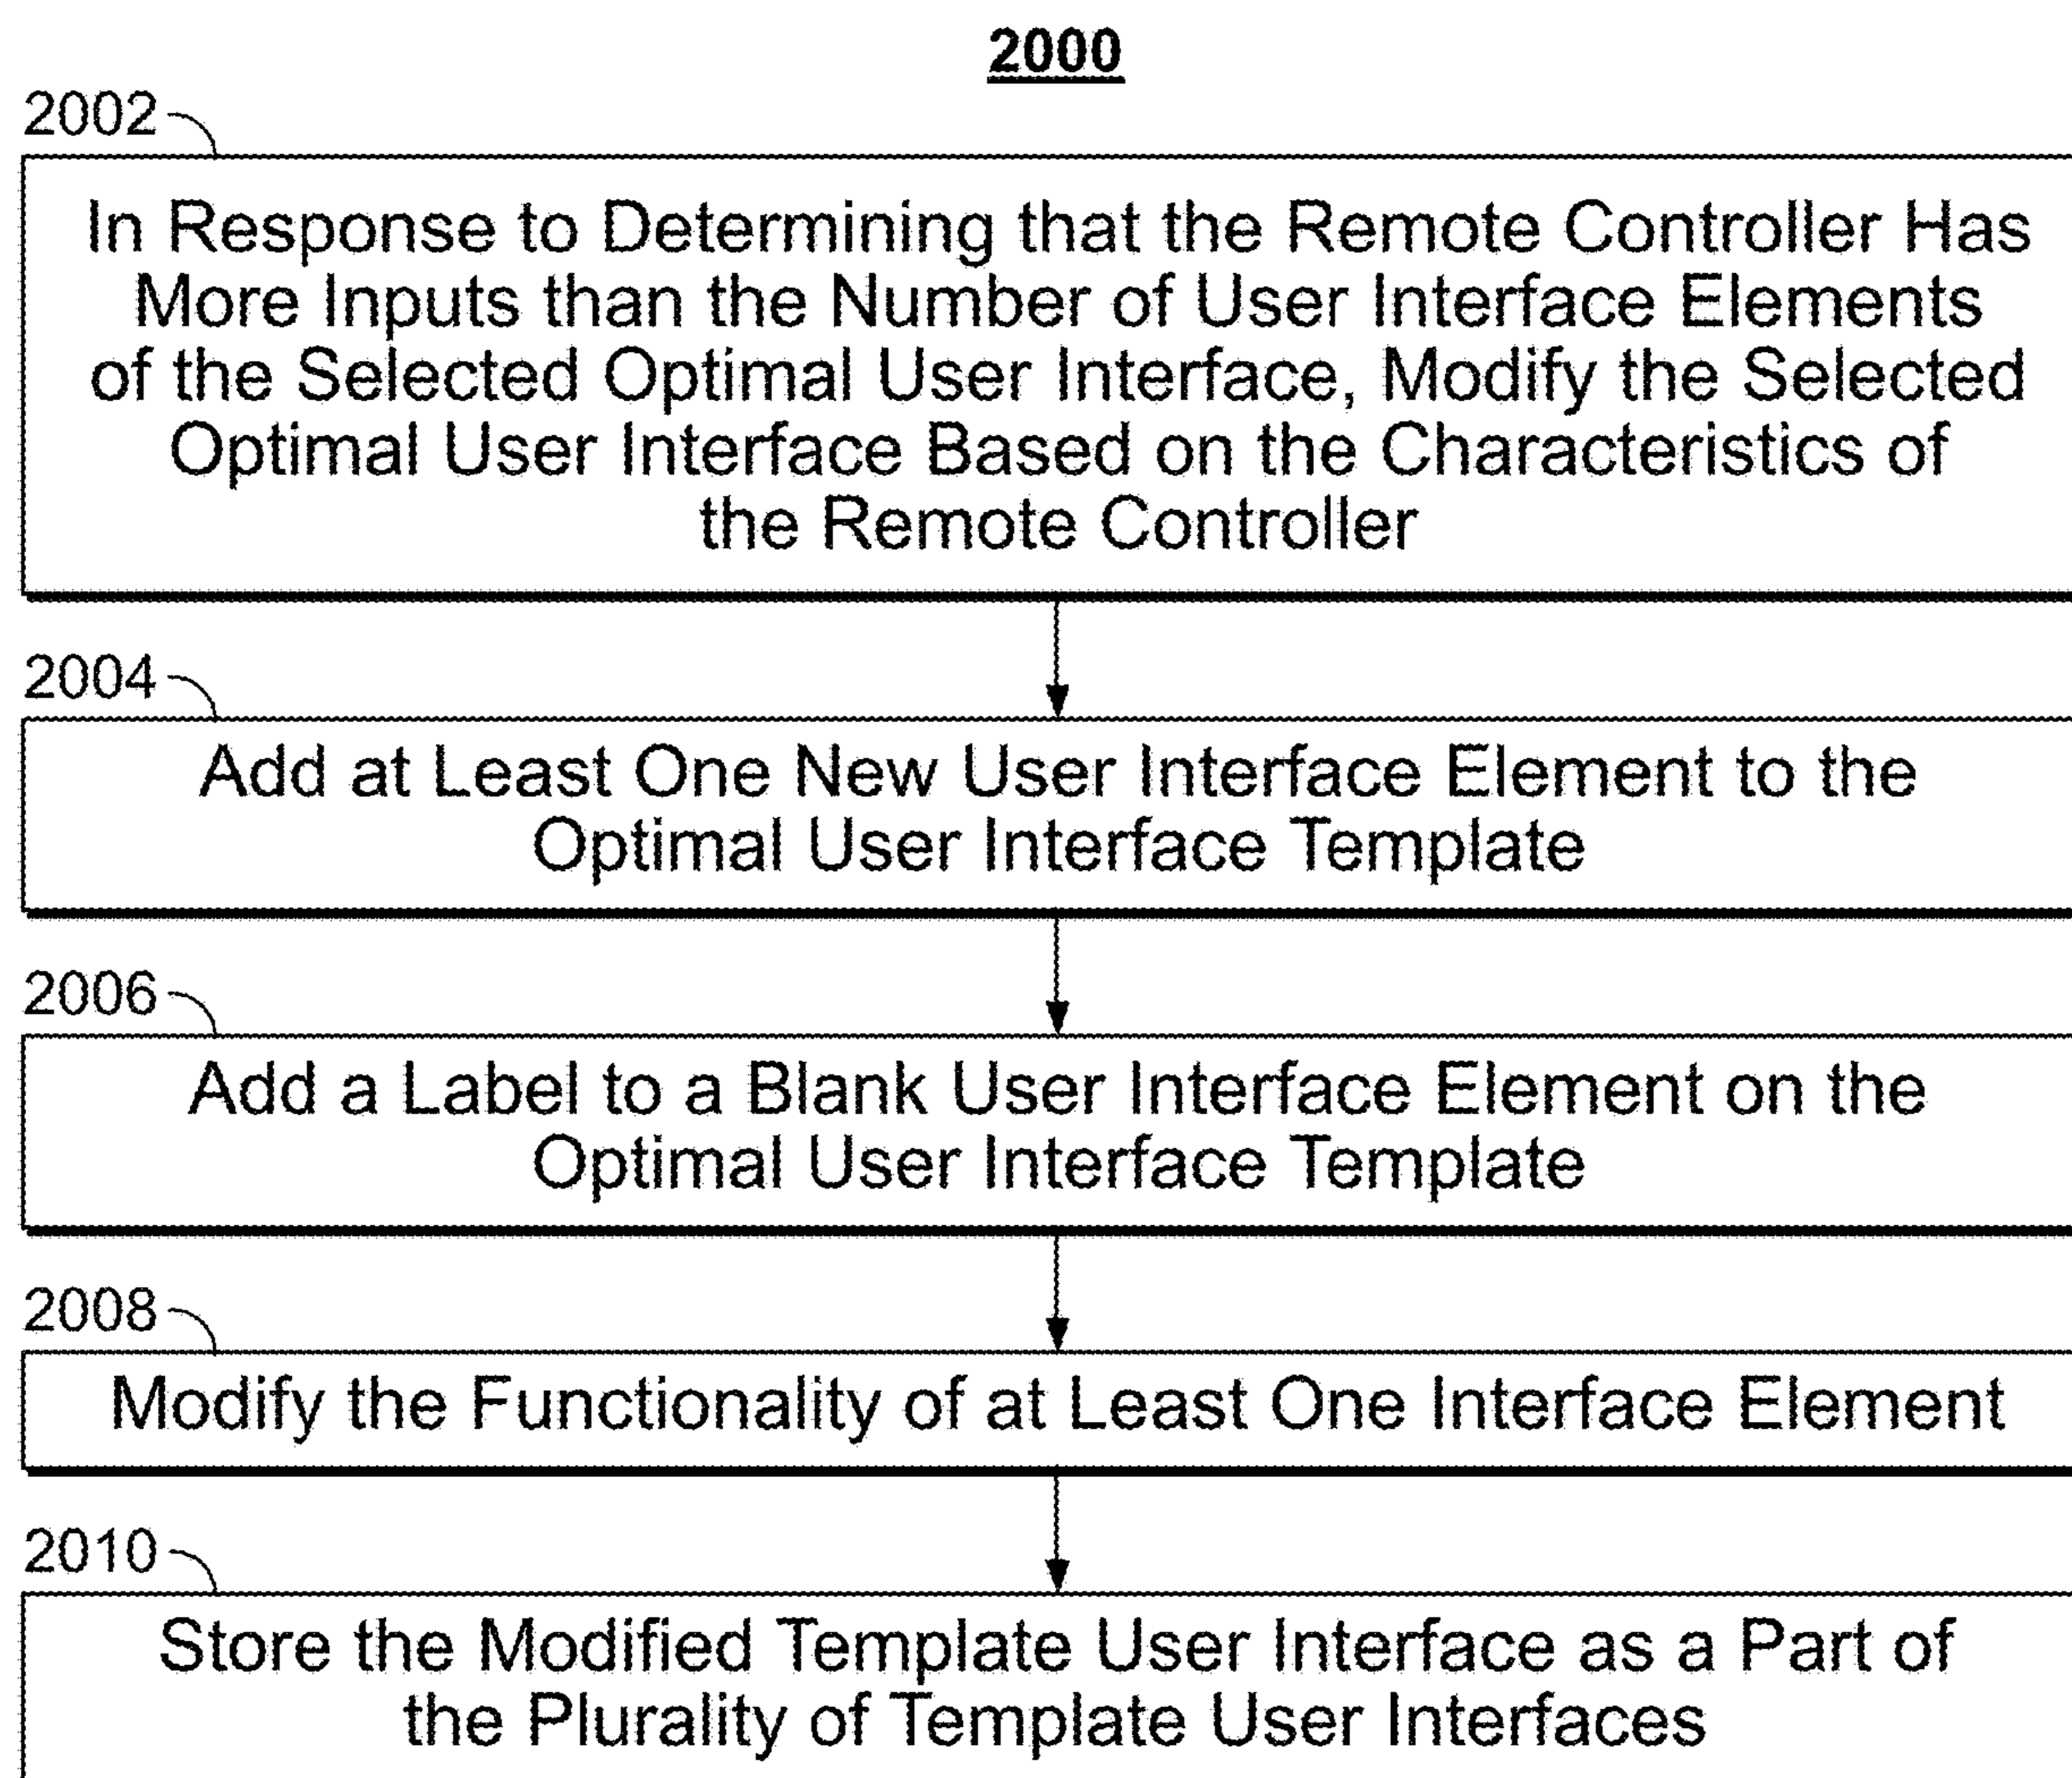 2000
2002
In Response to Determining that the Remote Controller Has
More Inputs than the Number of User Interface Elements
of the Selected Optimal User Interface, Modify the Selected
Optimal User Interface Based on the Characteristics of
the Remote Controller
2004
Add at Least One New User Interface Element to the
Optimal User Interface Template
2006
Add a Label to a Blank User Interface Element on the
Optimal User Interface Template
2008
Modify the Functionality of at Least One Interface Element
2010
Store the Modified Template User Interface as a Part of
the Plurality of Template User Interfaces